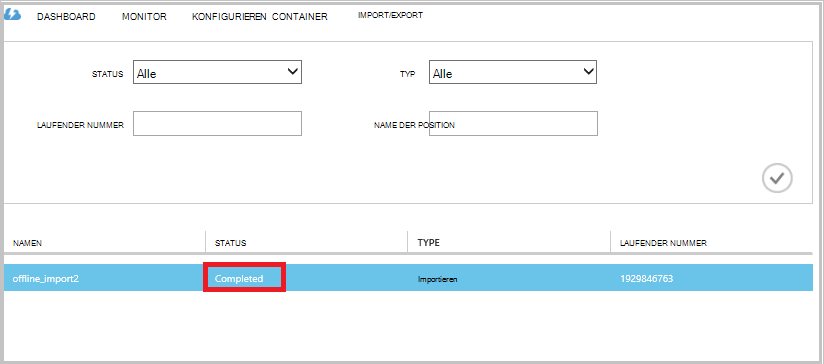 DASHBOARD MONITOR KONFIGURIEREN CONTAINER IMPORT/EXPORT
STATUS Alle TYP Alle
LAUFENDER NUMMER NAME DER POSITION
NAMEN STATUS TYPE LAUFENDER NUMMER
offline_import2 Completed Importieren 1929846763